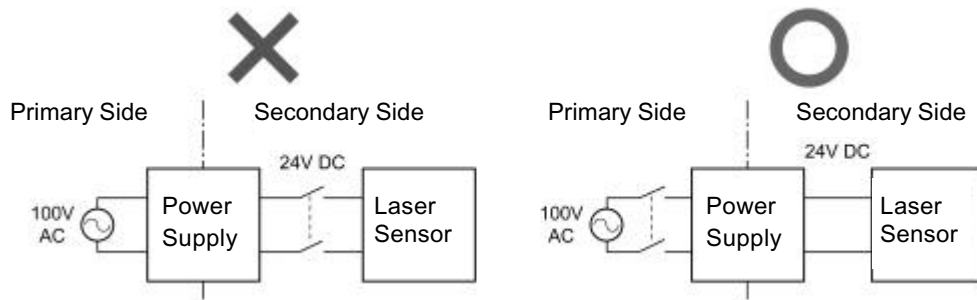 Primary Side
Secondary Side
24V DC
100V
AC
Power
Supply
Laser
Sensor
Primary Side
Secondary Side
24V DC
100V
AC
Power
Supply
Laser
Sensor